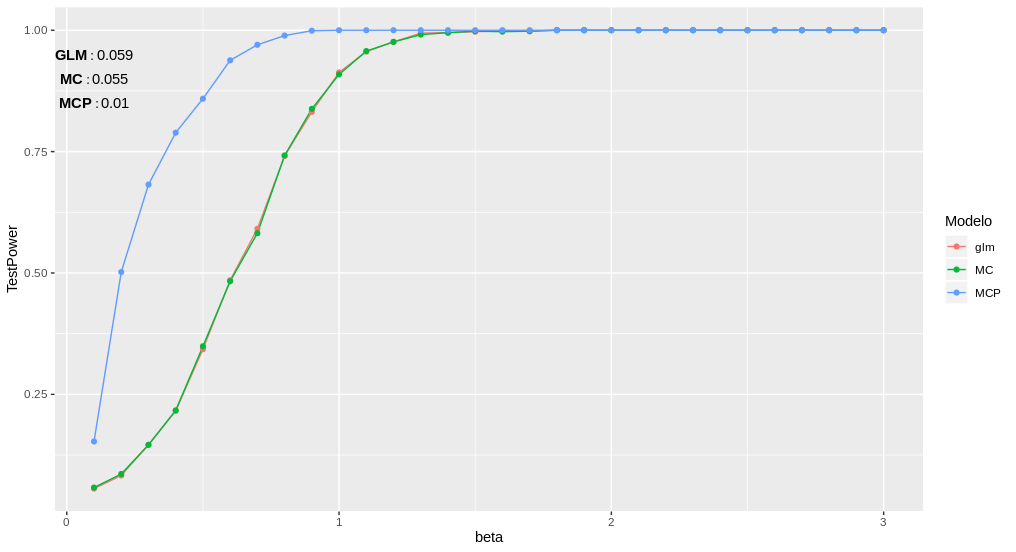 1.00
0.75
0.50
0.25
TestPower
GLM : 0.059
MC : 0.055
MCP : 0.01
0 1 2 3
beta
Modelo
glm
MC
MCP